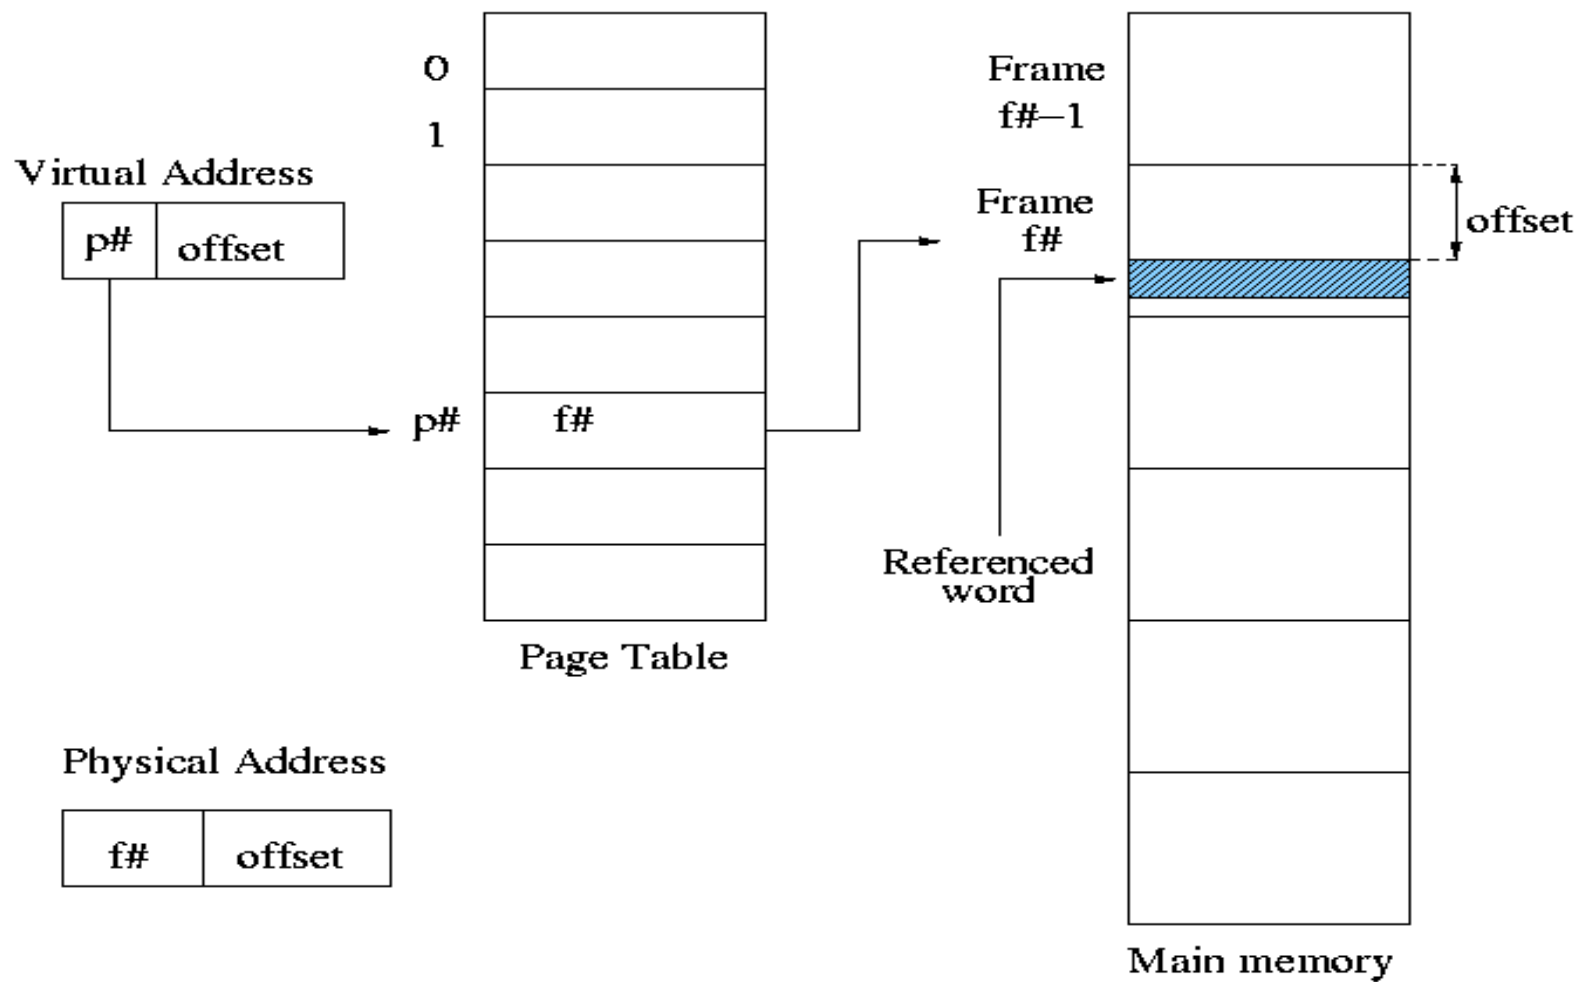 0
1
Virtual Address
p# offset
p# f#
Page Table
Physical Address
f# offset
Frame
f#−1
Frame
f#
offset
Referenced
word
Main memory